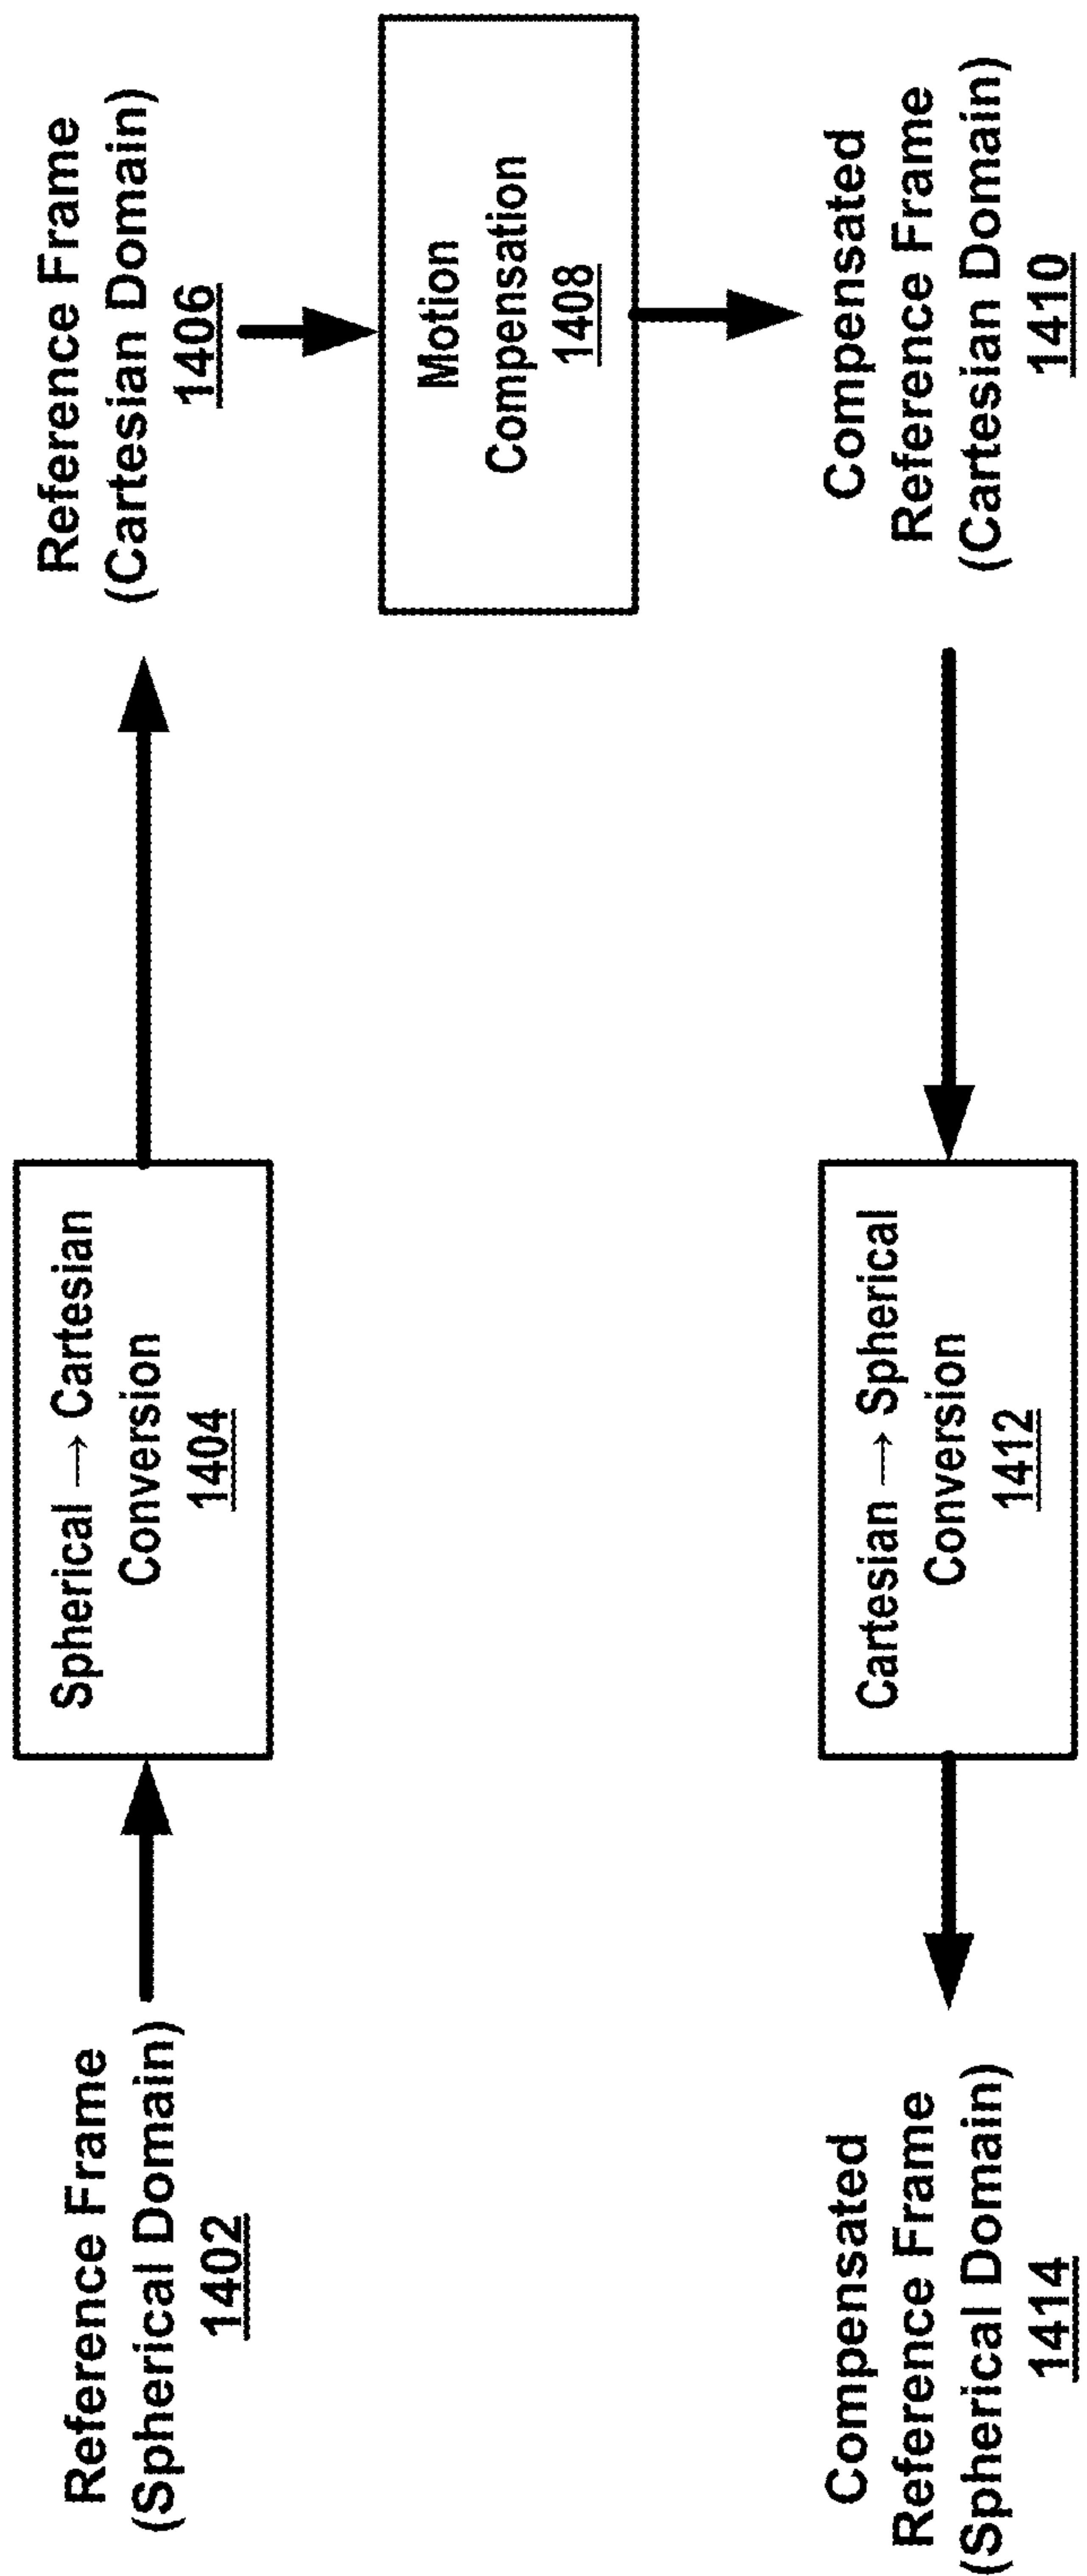 Reference Frame
(Spherical Domain)
1402
Spherical → Cartesian
Conversion
1404
Reference Frame
(Cartesian Domain)
1406
Motion
Compensation
1408
Compensated
Reference Frame
(Cartesian Domain)
1410
Cartesian → Spherical
Conversion
1412
Compensated
Reference Frame
(Spherical Domain)
1414